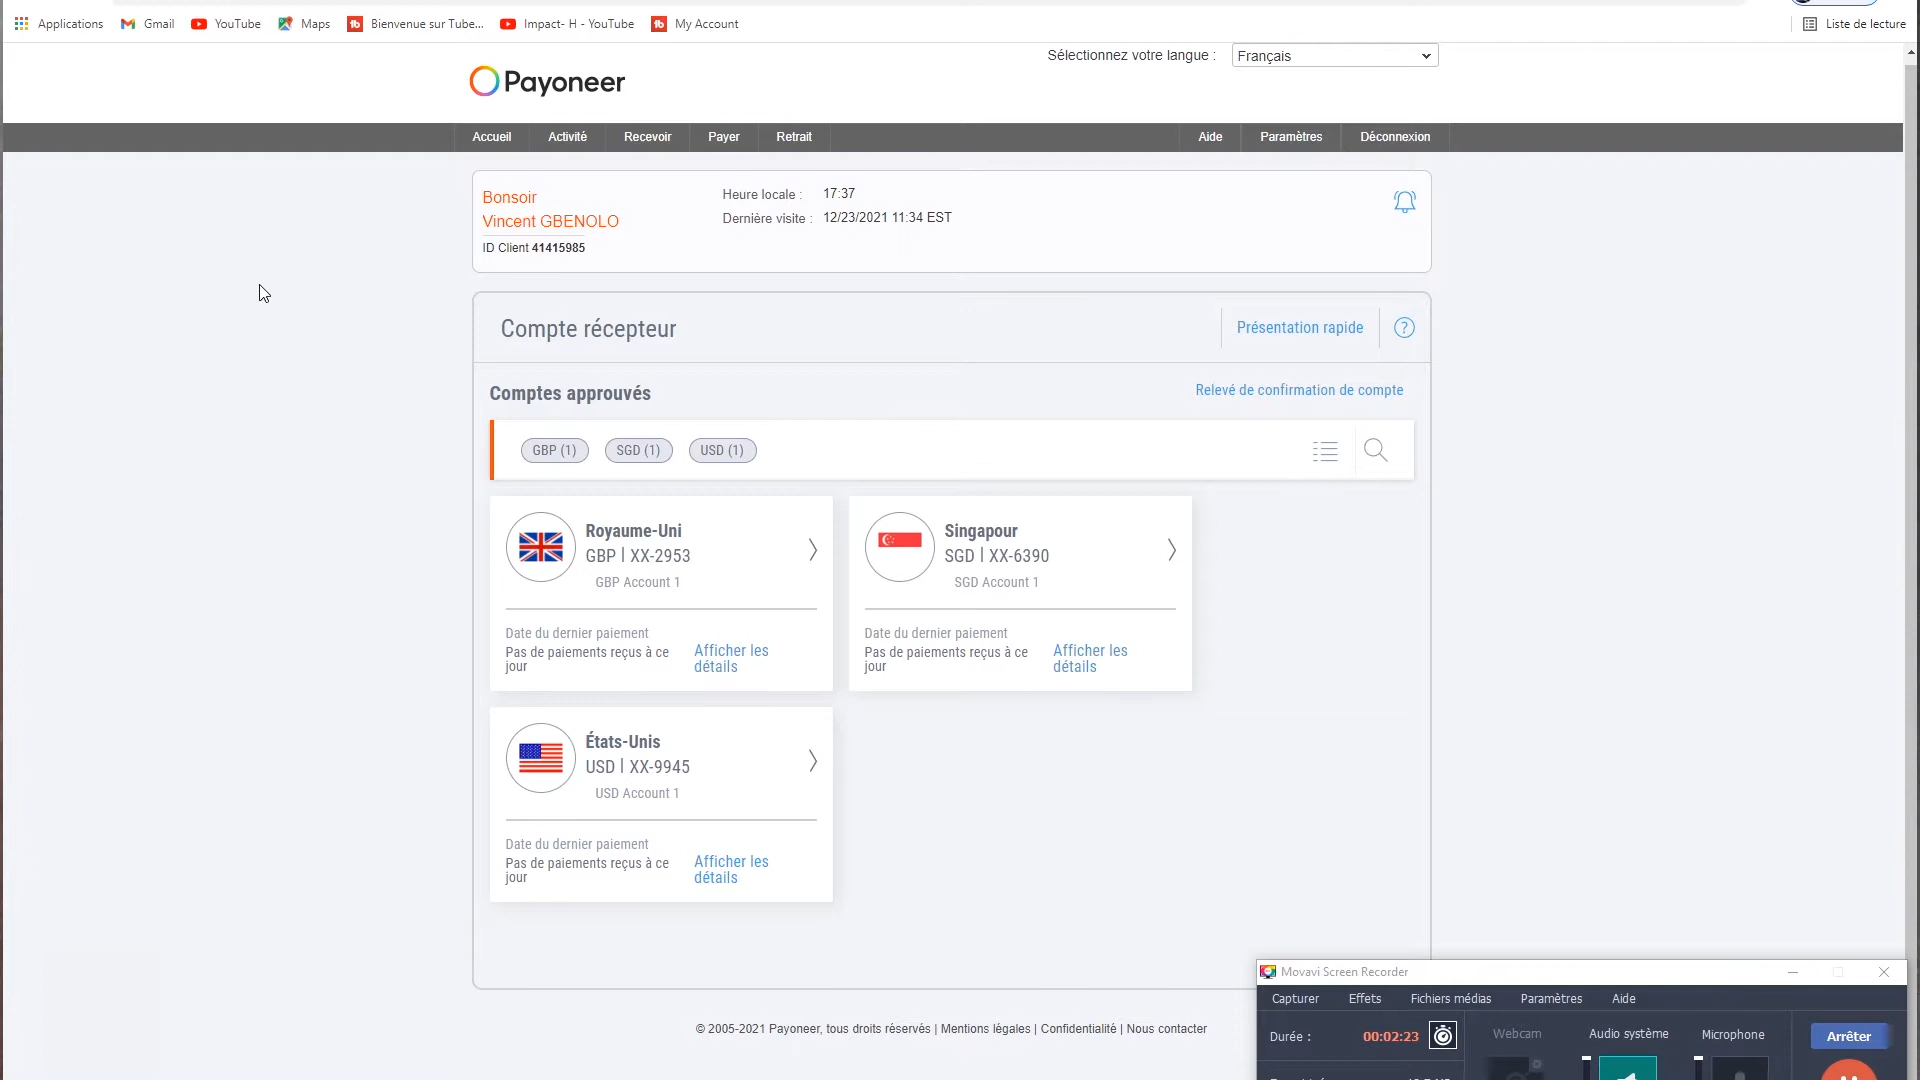 Applications Gmail YouTube Maps Bienvenue sur Tube... Impact- H - YouTube My Account Liste de lecture
Sélectionnez votre langue : Français
Payoneer
Accueil Activité Recevoir Payer Retrait Aide Paramètres Déconnexion
Bonsoir
Vincent GBENOLO
ID Client 41415985
Heure locale : 17:37
Dernière visite : 12/23/2021 11:34 EST
Compte récepteur
Présentation rapide ?
Comptes approuvés
Relevé de confirmation de compte
GBP (1) SGD (1) USD (1)
Royaume-Uni
GBP | XX-2953
GBP Account 1
Date du dernier paiement
Pas de paiements reçus à ce
jour
Afficher les
détails
Singapour
SGD | XX-6390
SGD Account 1
Date du dernier paiement
Pas de paiements reçus à ce
jour
Afficher les
détails
États-Unis
USD | XX-9945
USD Account 1
Date du dernier paiement
Pas de paiements reçus à ce
jour
Afficher les
détails
© 2005-2021 Payoneer, tous droits réservés | Mentions légales | Confidentialité | Nous contacter
Movavi Screen Recorder
Capturer Effets Fichiers médias Paramètres Aide
Durée : 00:02:23
Webcam Audio système Microphone
Arrêter